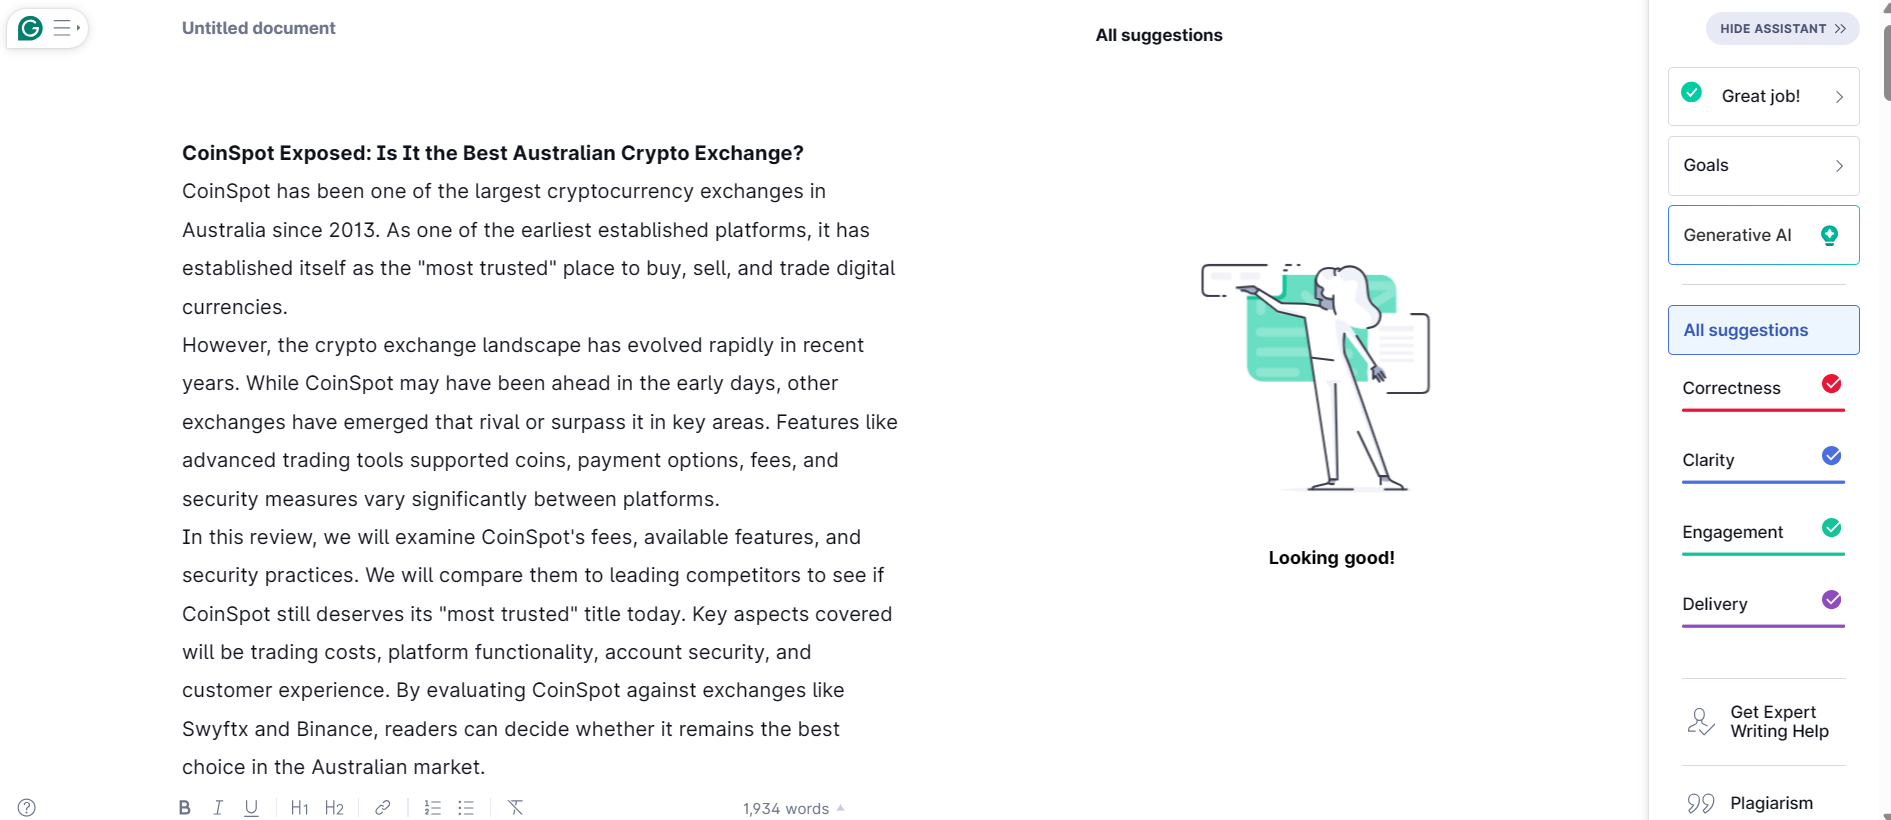 Untitled document
All suggestions
HIDE ASSISTANT
CoinSpot Exposed: Is It the Best Australian Crypto Exchange?
CoinSpot has been one of the largest cryptocurrency exchanges in
Australia since 2013. As one of the earliest established platforms, it has
established itself as the "most trusted" place to buy, sell, and trade digital
currencies.
However, the crypto exchange landscape has evolved rapidly in recent
years. While CoinSpot may have been ahead in the early days, other
exchanges have emerged that rival or surpass it in key areas. Features like
advanced trading tools supported coins, payment options, fees, and
security measures vary significantly between platforms.
In this review, we will examine CoinSpot's fees, available features, and
security practices. We will compare them to leading competitors to see if
CoinSpot still deserves its "most trusted" title today. Key aspects covered
will be trading costs, platform functionality, account security, and
customer experience. By evaluating CoinSpot against exchanges like
Swyftx and Binance, readers can decide whether it remains the best
choice in the Australian market.
B I U H1 H2
1,934 words
Looking good!
Great job!
Goals
Generative AI
All suggestions
Correctness
Clarity
Engagement
Delivery
Get Expert
Writing Help
Plagiarism